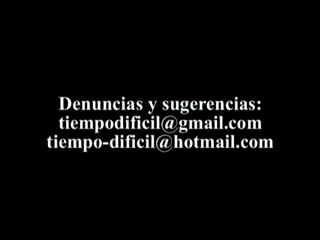 Denuncias y sugerencias:
tiempodificil@gmail.com
tiempo-dificil@hotmail.com